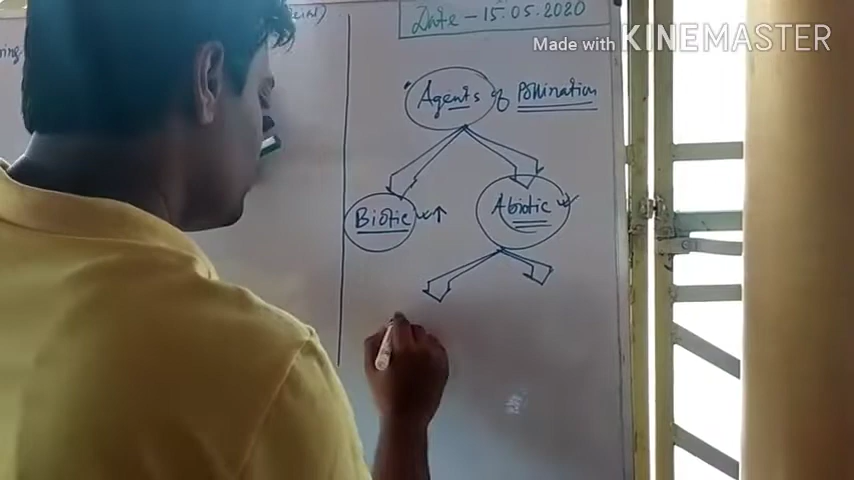 Date - 15.05.2020
Made with KINEMASTER
Agents of Pollination
Biotic
Abiotic